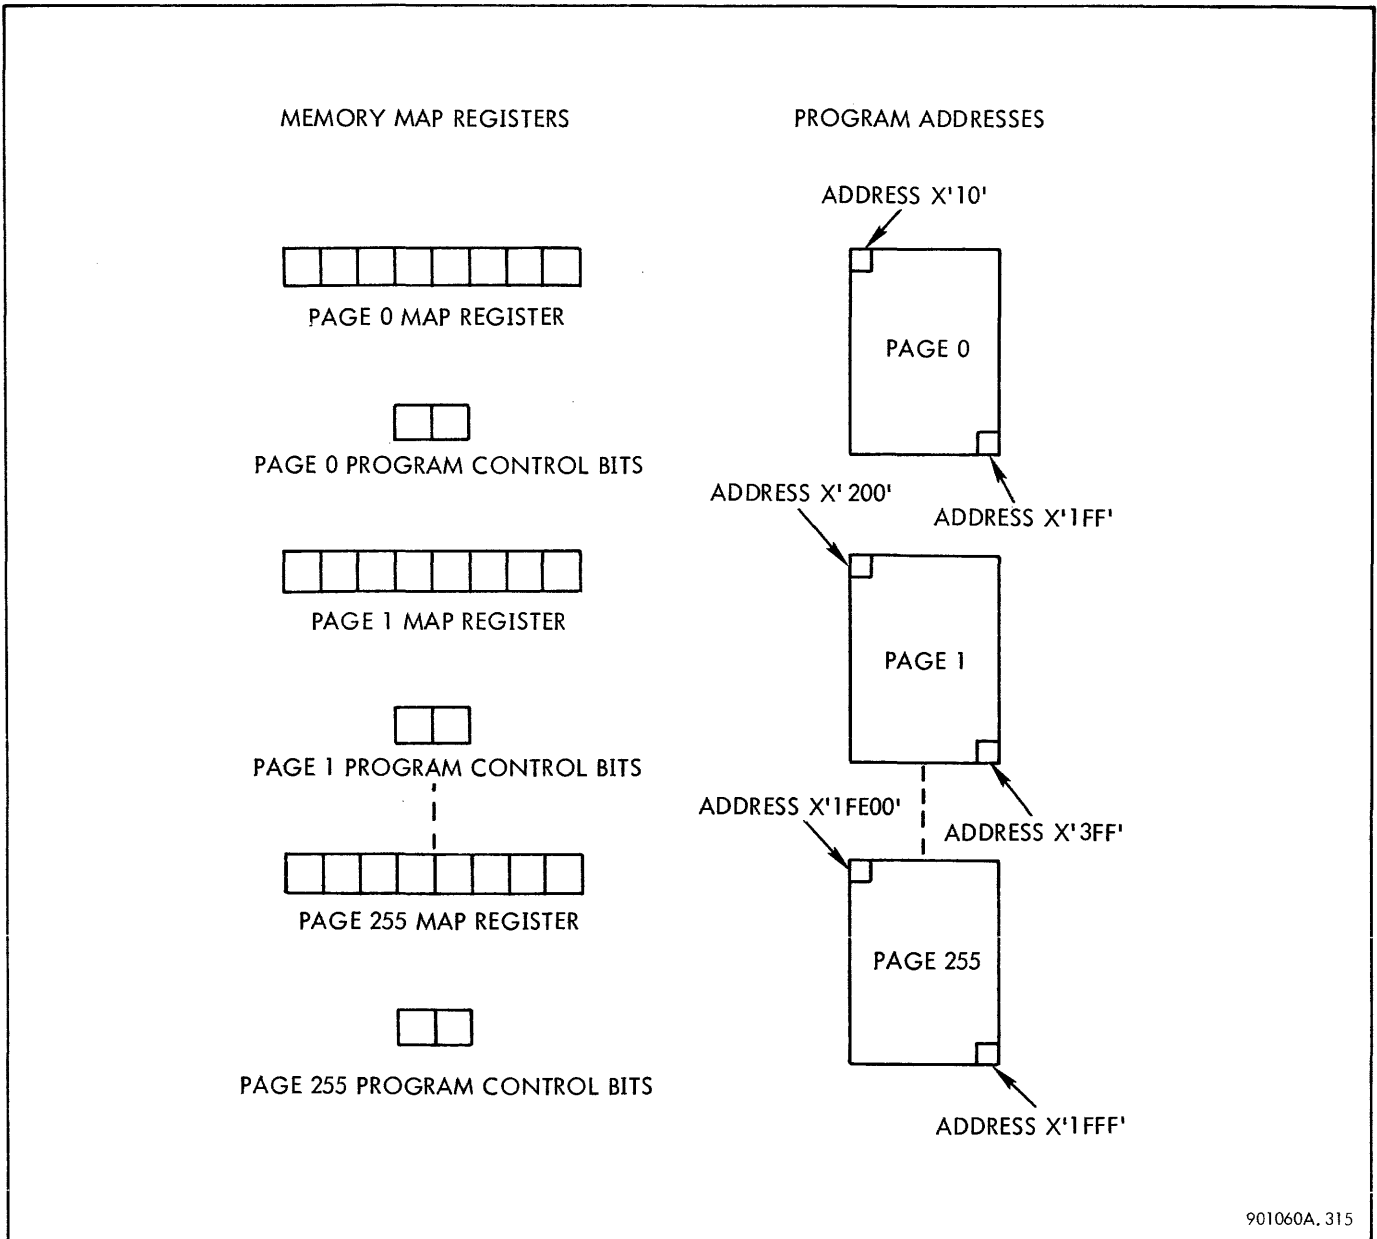 MEMORY MAP REGISTERS
PROGRAM ADDRESSES
ADDRESS X'10'
PAGE 0 MAP REGISTER
PAGE 0
PAGE 0 PROGRAM CONTROL BITS
ADDRESS X'200'
ADDRESS X'1FF'
PAGE 1 MAP REGISTER
PAGE 1
PAGE 1 PROGRAM CONTROL BITS
ADDRESS X'1FE00'
ADDRESS X'3FF'
PAGE 255 MAP REGISTER
PAGE 255
PAGE 255 PROGRAM CONTROL BITS
ADDRESS X'1FFF'
901060A. 315